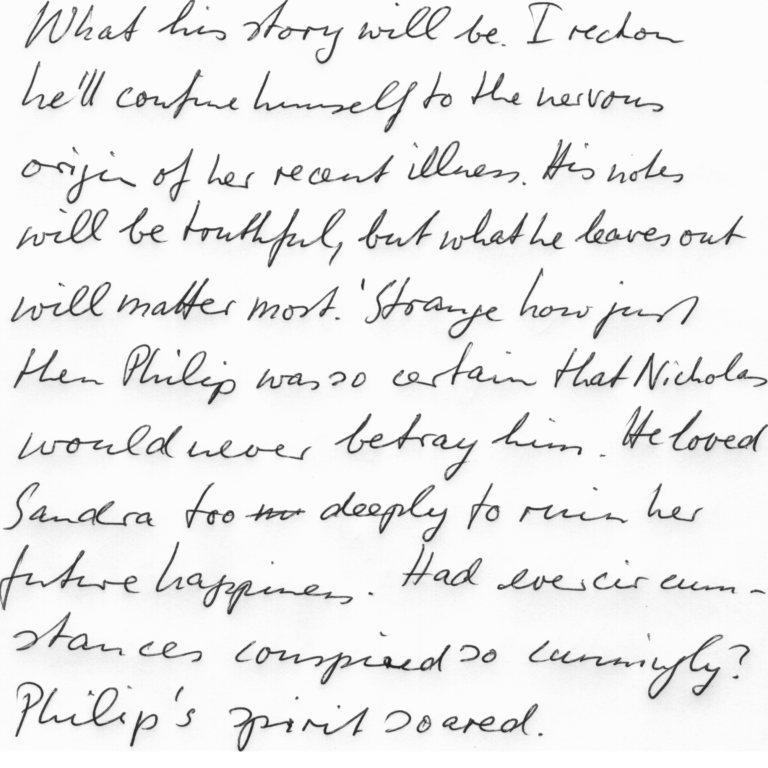 What his story will be. I reckon
he'll confine himself to the nervous
origin of her recent illness. His notes
will be truthful, but what he leaves out
will matter most. 'Strange how just
then Philip was so certain that Nicholas
would never betray him. He loved
Sandra too deeply to ruin her
future happiness. Had ever circum-
stances conspired so cunningly?
Philip's spirit soared.